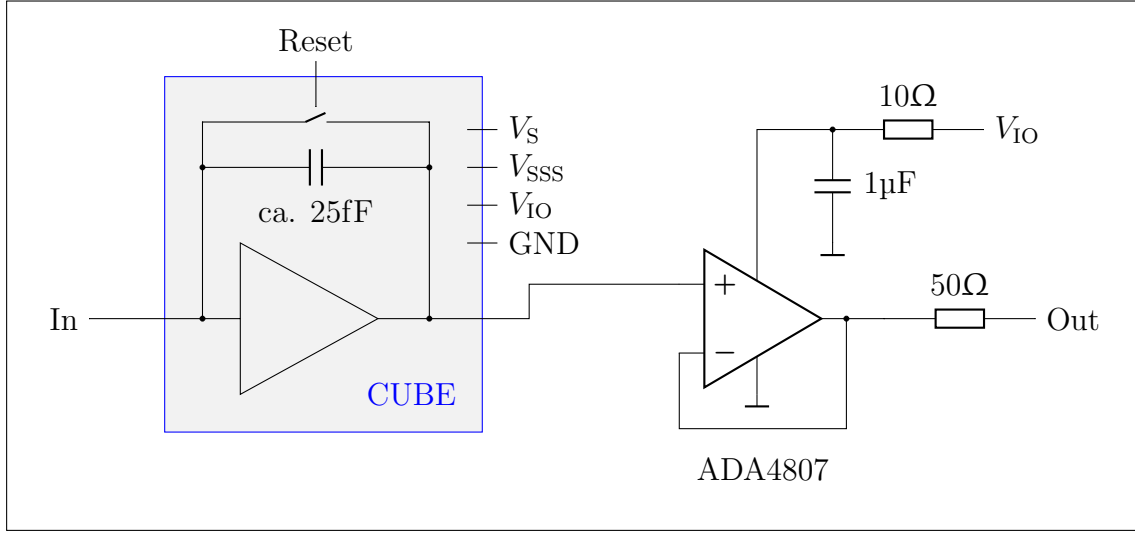 Reset
10Ω
V_S
V_IO
V_SSS
1µF
V_IO
ca. 25fF
GND
+
50Ω
In
Out
−
CUBE
ADA4807